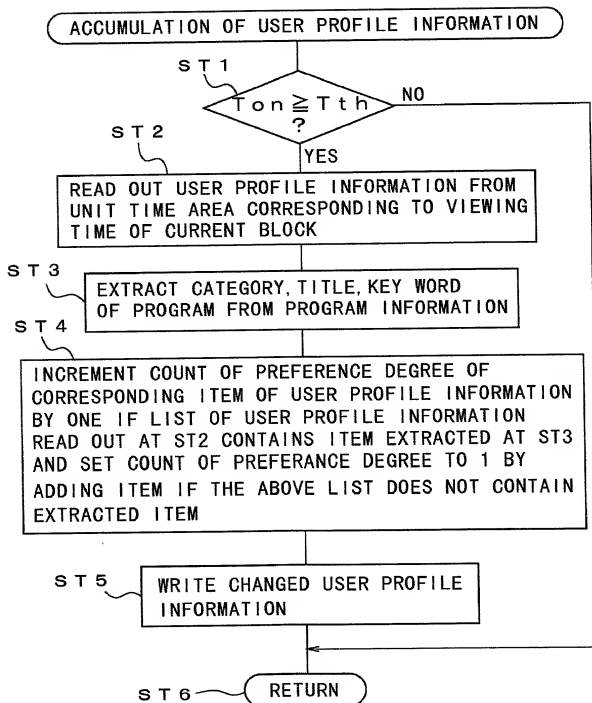 ACCUMULATION OF USER PROFILE INFORMATION
ST1
Ton≧Tth
?
NO
YES
ST2
READ OUT USER PROFILE INFORMATION FROM
UNIT TIME AREA CORRESPONDING TO VIEWING
TIME OF CURRENT BLOCK
ST3
EXTRACT CATEGORY, TITLE, KEY WORD
OF PROGRAM FROM PROGRAM INFORMATION
ST4
INCREMENT COUNT OF PREFERENCE DEGREE OF
CORRESPONDING ITEM OF USER PROFILE INFORMATION
BY ONE IF LIST OF USER PROFILE INFORMATION
READ OUT AT ST2 CONTAINS ITEM EXTRACTED AT ST3
AND SET COUNT OF PREFERANCE DEGREE TO 1 BY
ADDING ITEM IF THE ABOVE LIST DOES NOT CONTAIN
EXTRACTED ITEM
ST5
WRITE CHANGED USER PROFILE
INFORMATION
ST6
RETURN